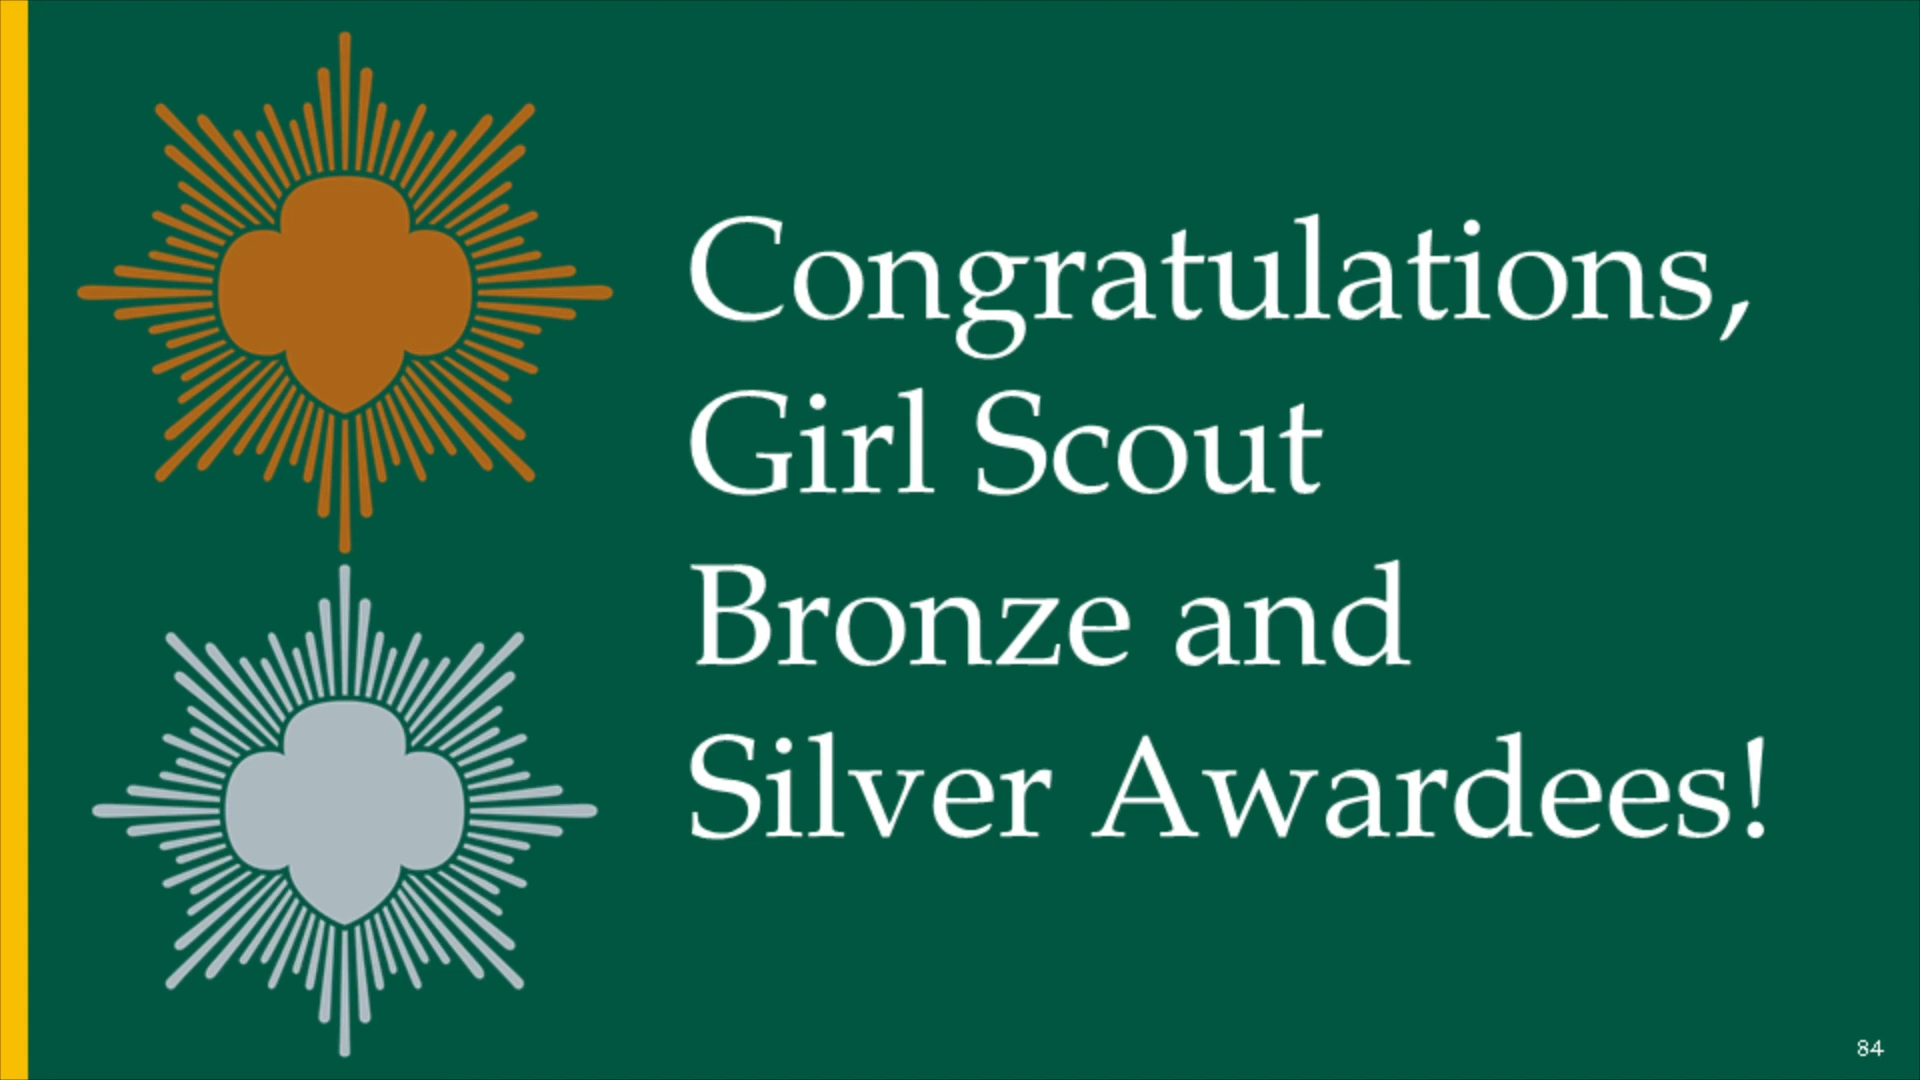 Congratulations,
Girl Scout
Bronze and
Silver Awardees!
84